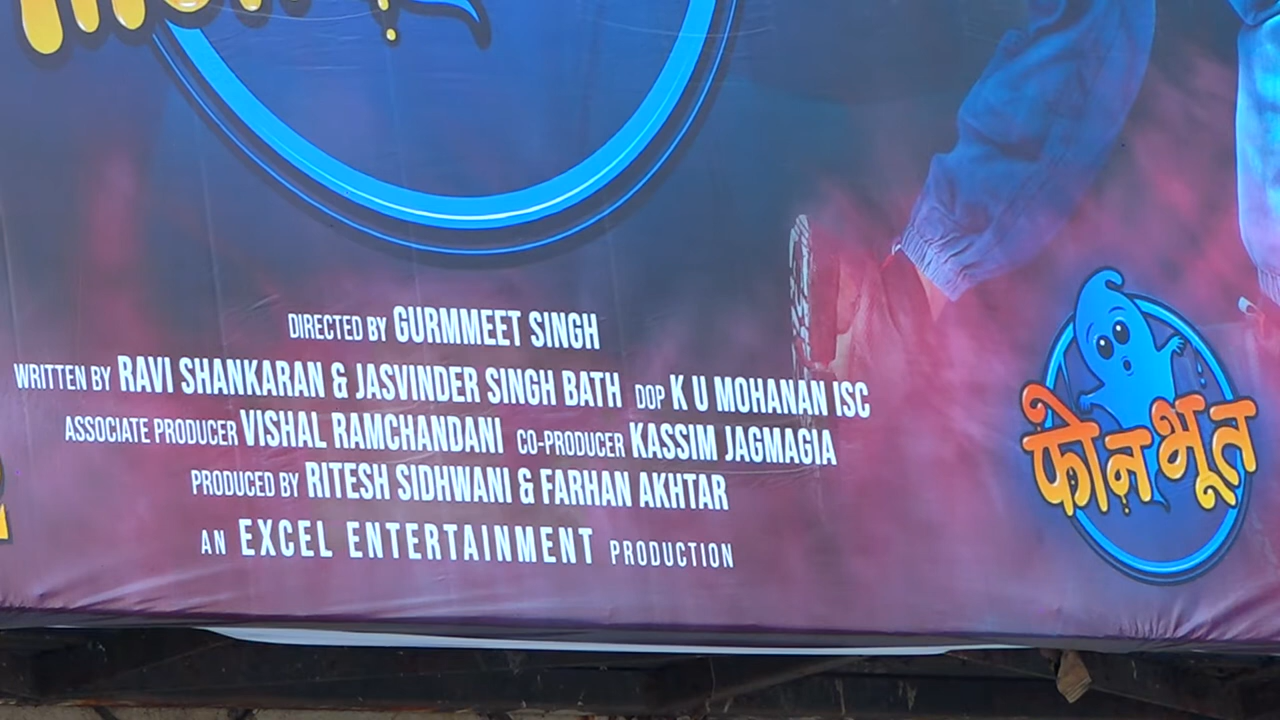 DIRECTED BY GURMMEET SINGH
WRITTEN BY RAVI SHANKARAN & JASVINDER SINGH BATH DOP K U MOHANAN ISC
ASSOCIATE PRODUCER VISHAL RAMCHANDANI CO-PRODUCER KASSIM JAGMAGIA
PRODUCED BY RITESH SIDHWANI & FARHAN AKHTAR
AN EXCEL ENTERTAINMENT PRODUCTION
फोन भूत